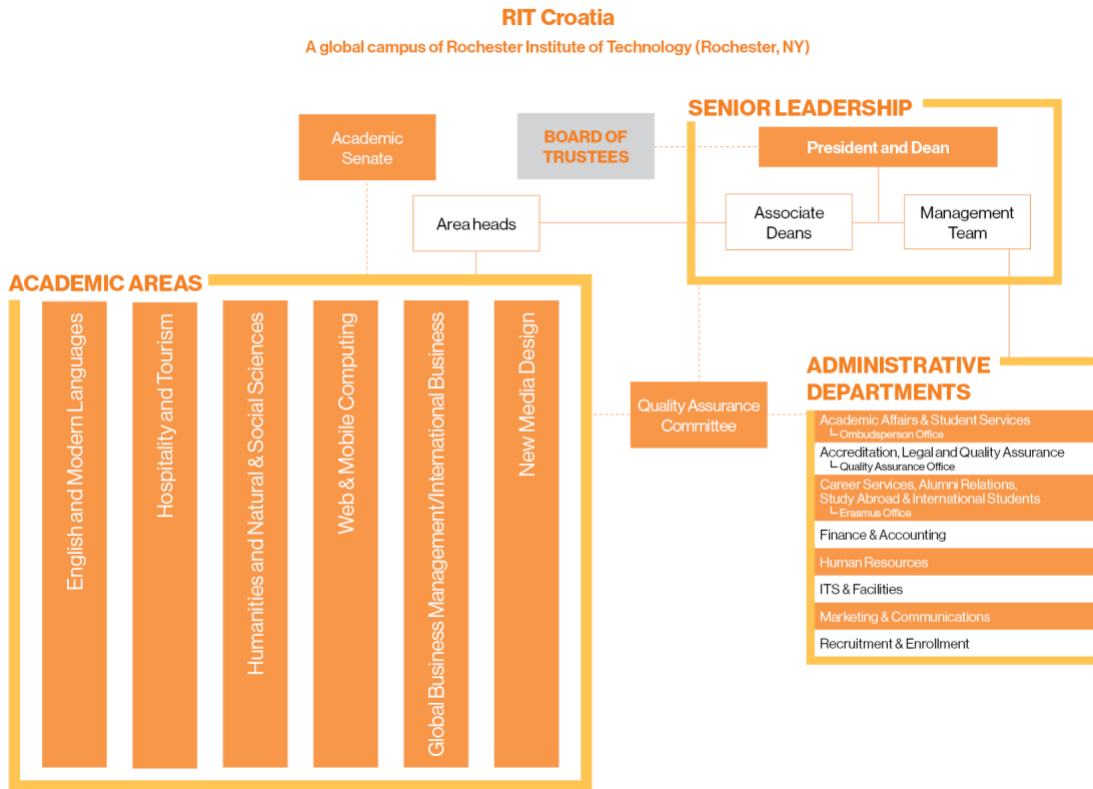 RIT Croatia
A global campus of Rochester Institute of Technology (Rochester, NY)
SENIOR LEADERSHIP
Academic
Senate
BOARD OF
TRUSTEES
President and Dean
Area heads
Associate
Deans
Management
Team
ACADEMIC AREAS
English and Modern Languages
Hospitality and Tourism
Humanities and Natural & Social Sciences
Web & Mobile Computing
Global Business Management/International Business
New Media Design
Quality Assurance
Committee
ADMINISTRATIVE
DEPARTMENTS
Academic Affairs & Student Services
Ombudsperson Office
Accreditation, Legal and Quality Assurance
Quality Assurance Office
Career Services, Alumni Relations,
Study Abroad & International Students
Erasmus Office
Finance & Accounting
Human Resources
ITS & Facilities
Marketing & Communications
Recruitment & Enrollment